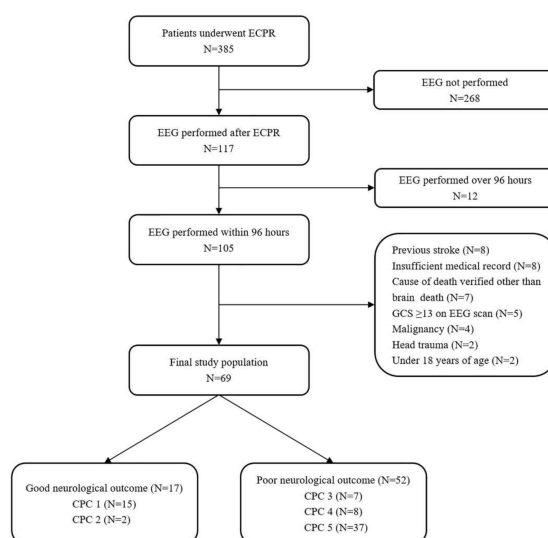 Patients underwent ECPR
N=385
EEG not performed
N=268
EEG performed after ECPR
N=117
EEG performed over 96 hours
N=12
EEG performed within 96 hours
N=105
Previous stroke (N=8)
Insufficient medical record (N=8)
Cause of death verified other than
brain death (N=7)
GCS ≥13 on EEG scan (N=5)
Malignancy (N=4)
Head trauma (N=2)
Under 18 years of age (N=2)
Final study population
N=69
Good neurological outcome (N=17)
CPC 1 (N=15)
CPC 2 (N=2)
Poor neurological outcome (N=52)
CPC 3 (N=7)
CPC 4 (N=8)
CPC 5 (N=37)